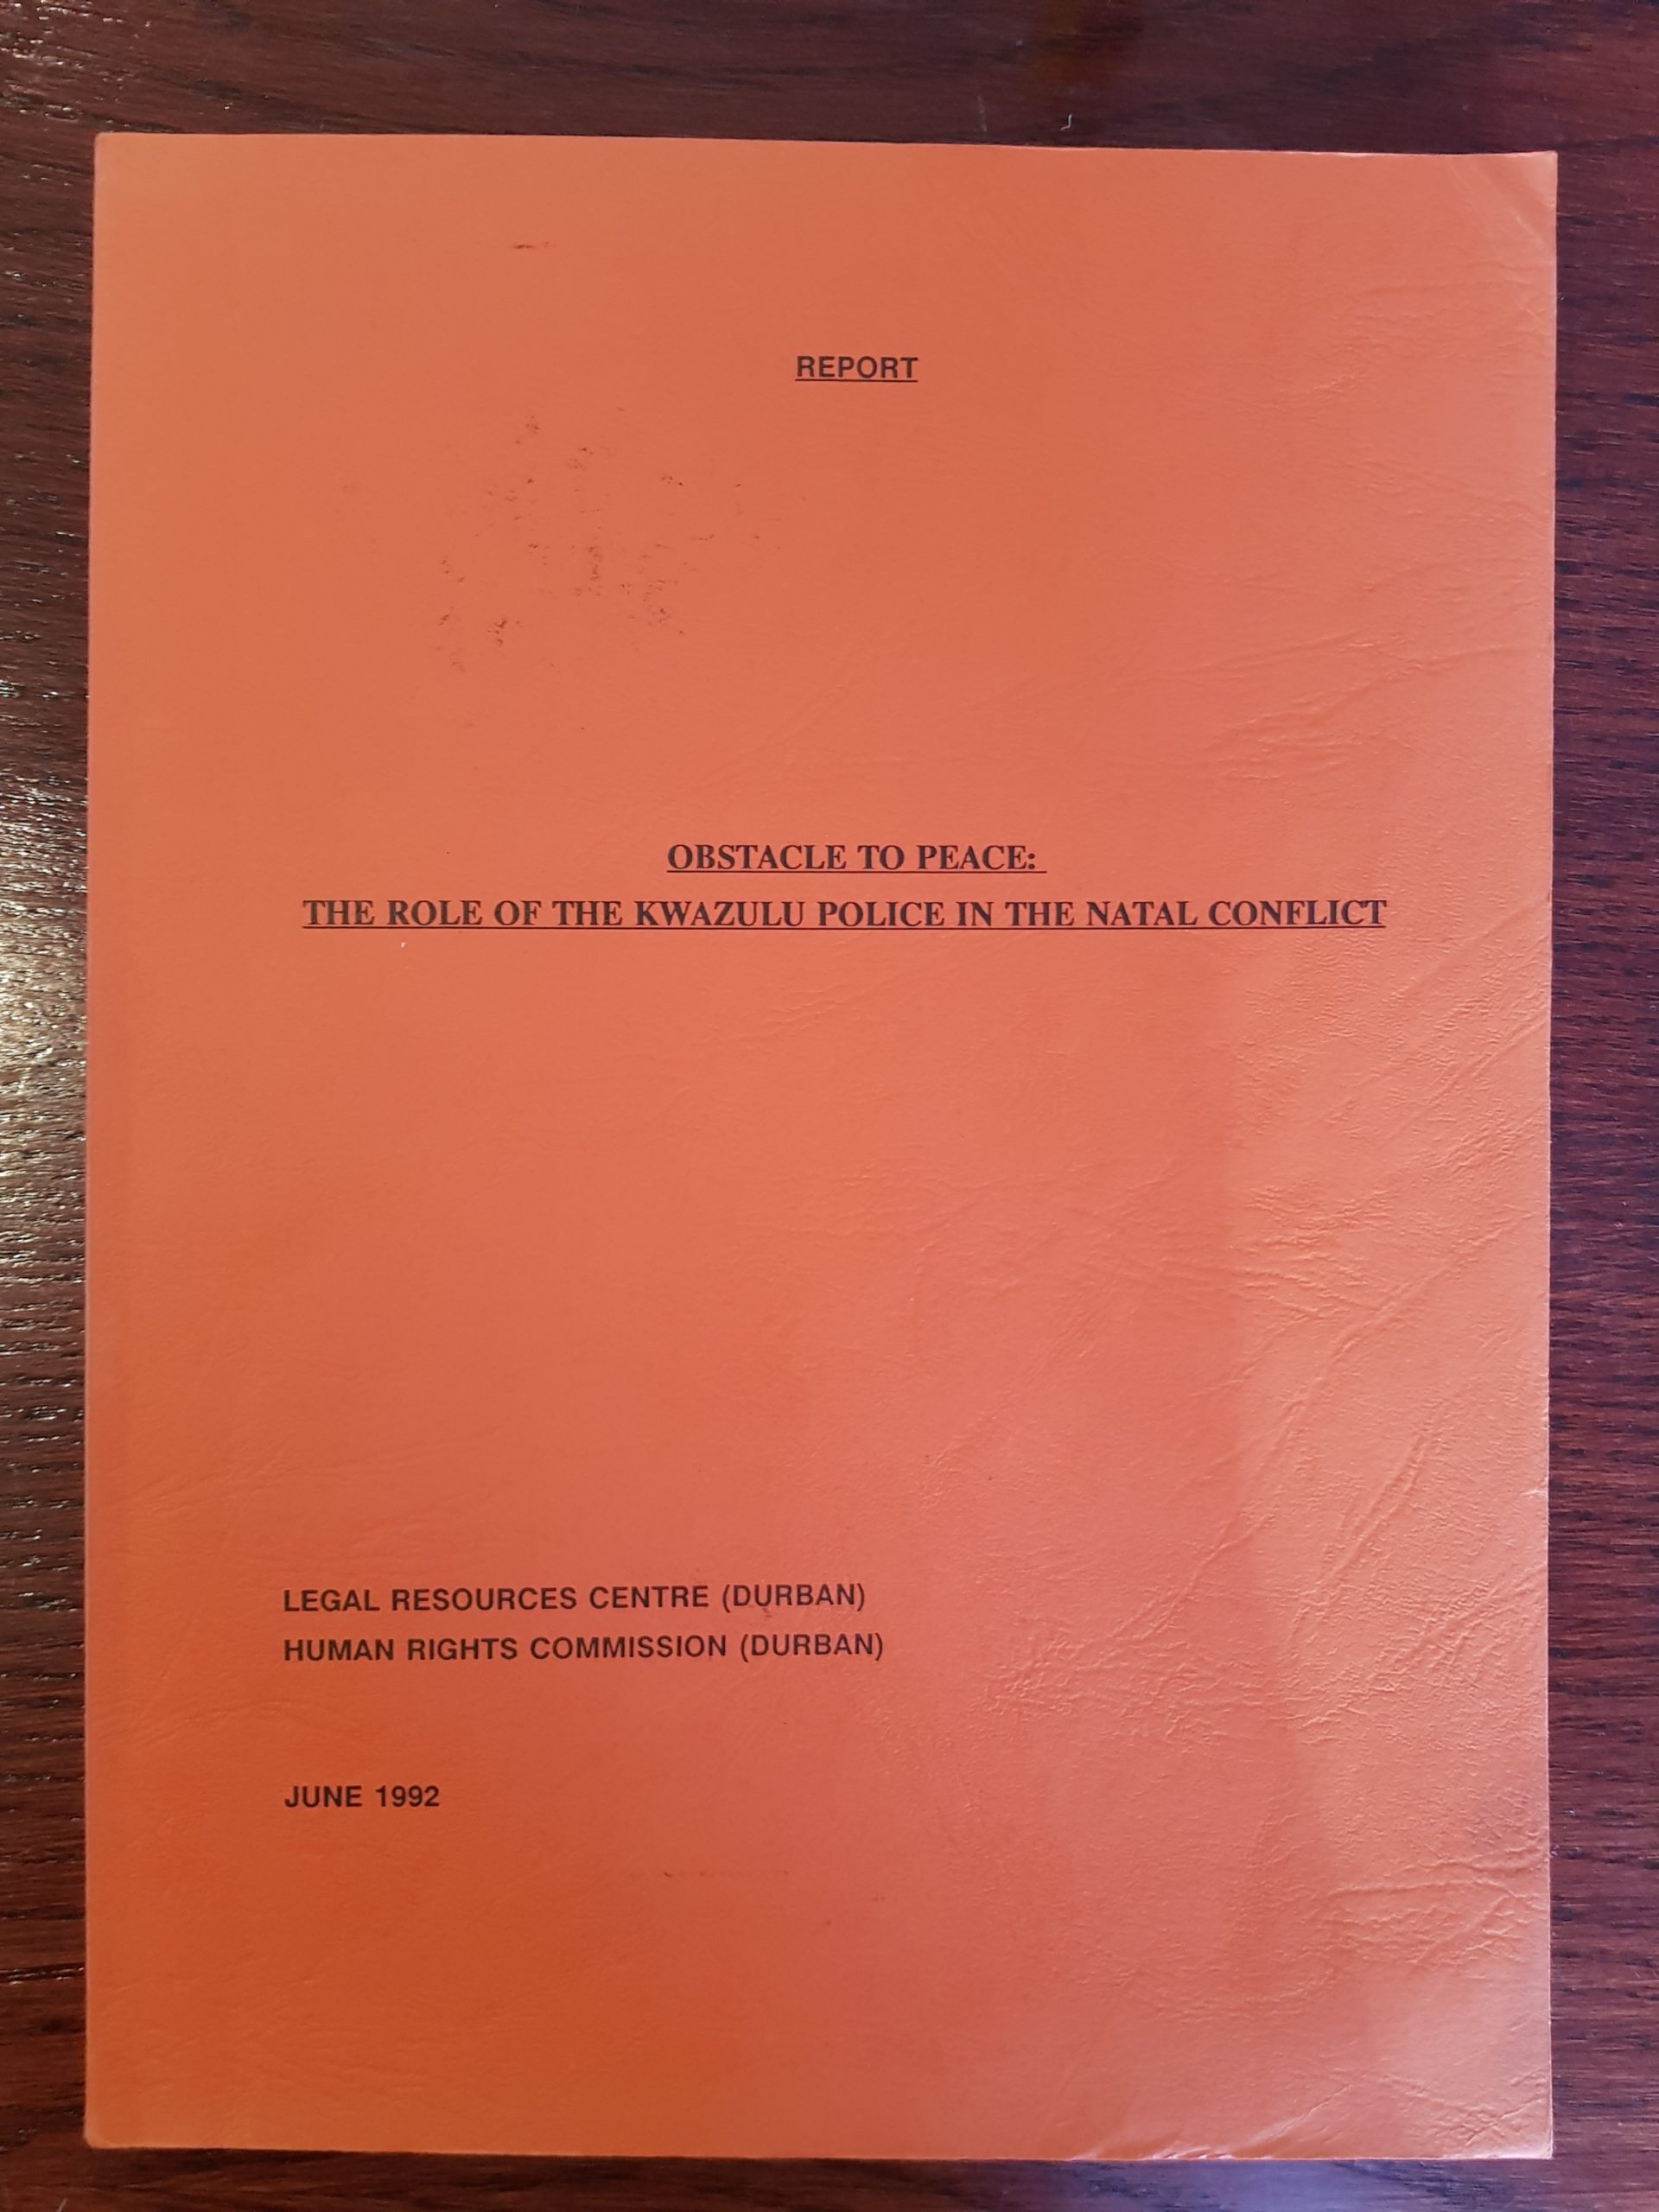 REPORT
OBSTACLE TO PEACE:
THE ROLE OF THE KWAZULU POLICE IN THE NATAL CONFLICT
LEGAL RESOURCES CENTRE (DURBAN)
HUMAN RIGHTS COMMISSION (DURBAN)
JUNE 1992